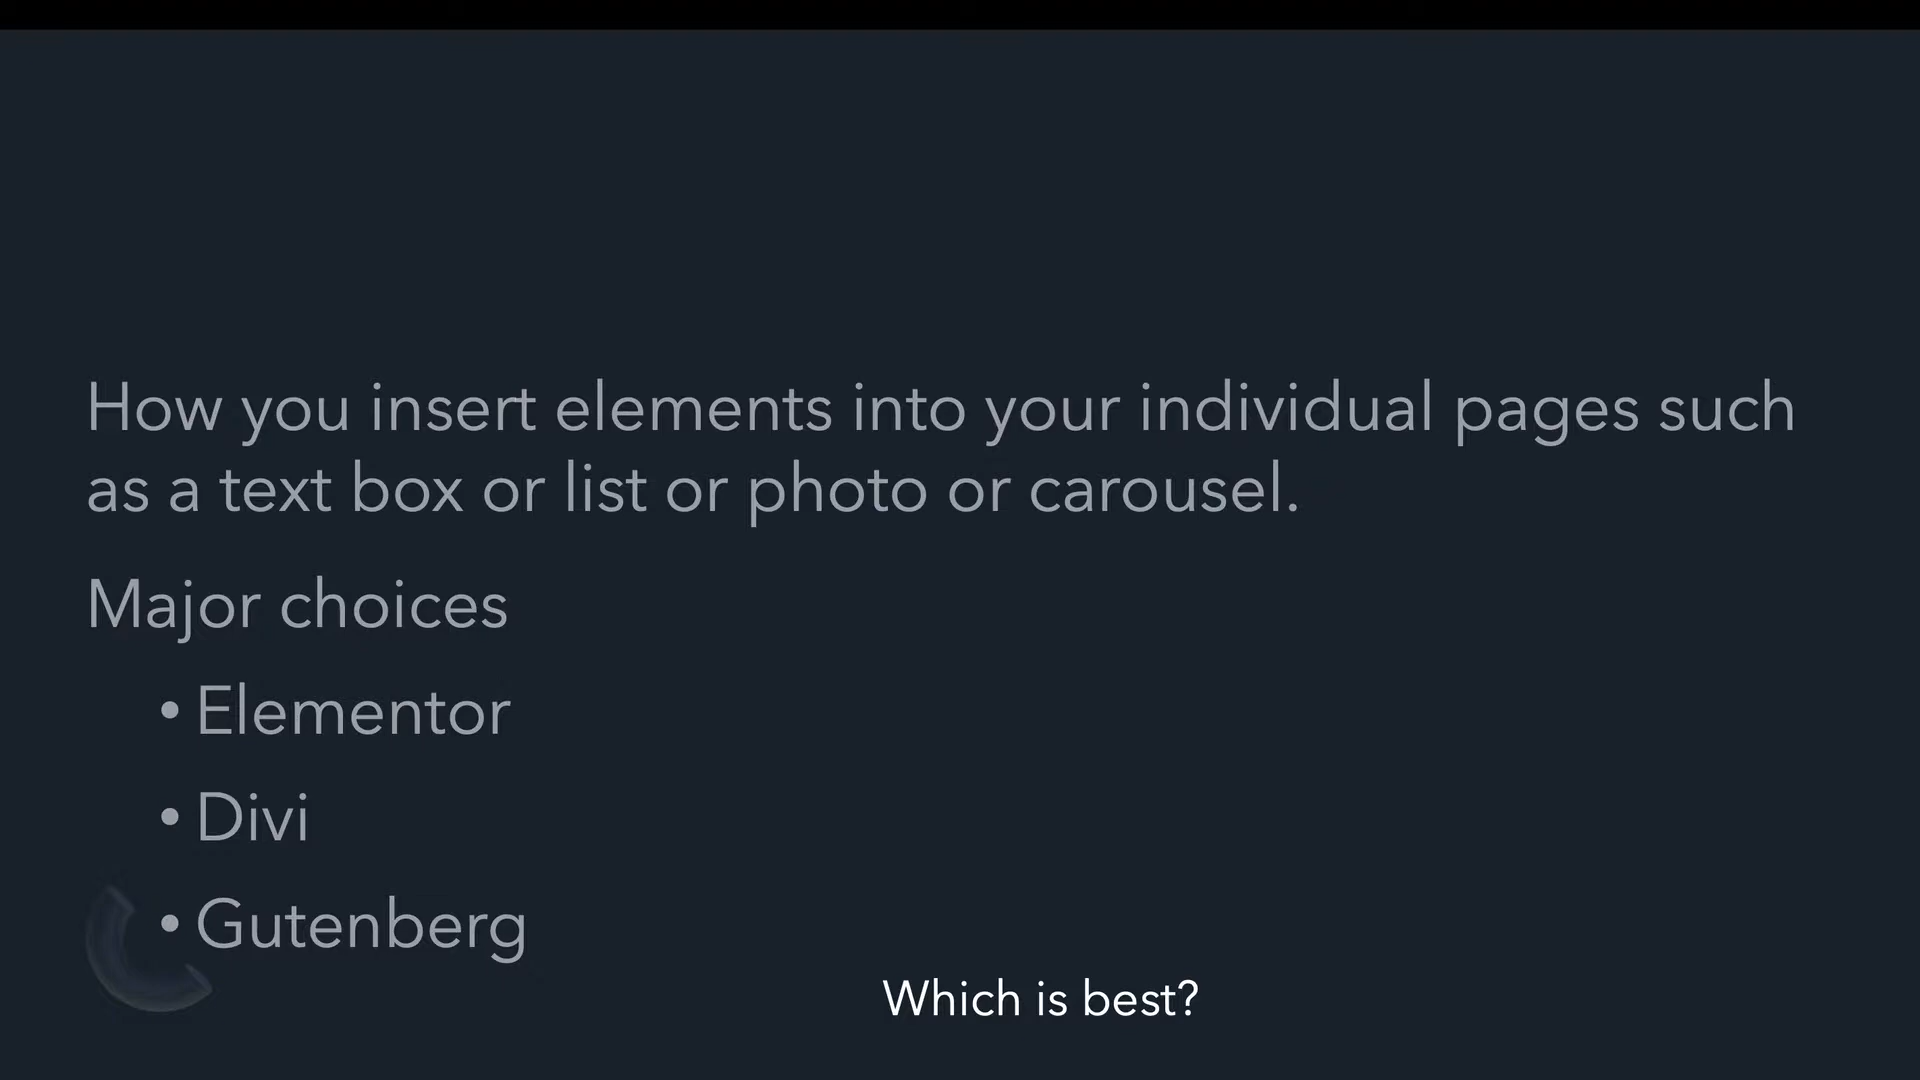 How you insert elements into your individual pages such
as a text box or list or photo or carousel.
Major choices
• Elementor
• Divi
• Gutenberg
Which is best?